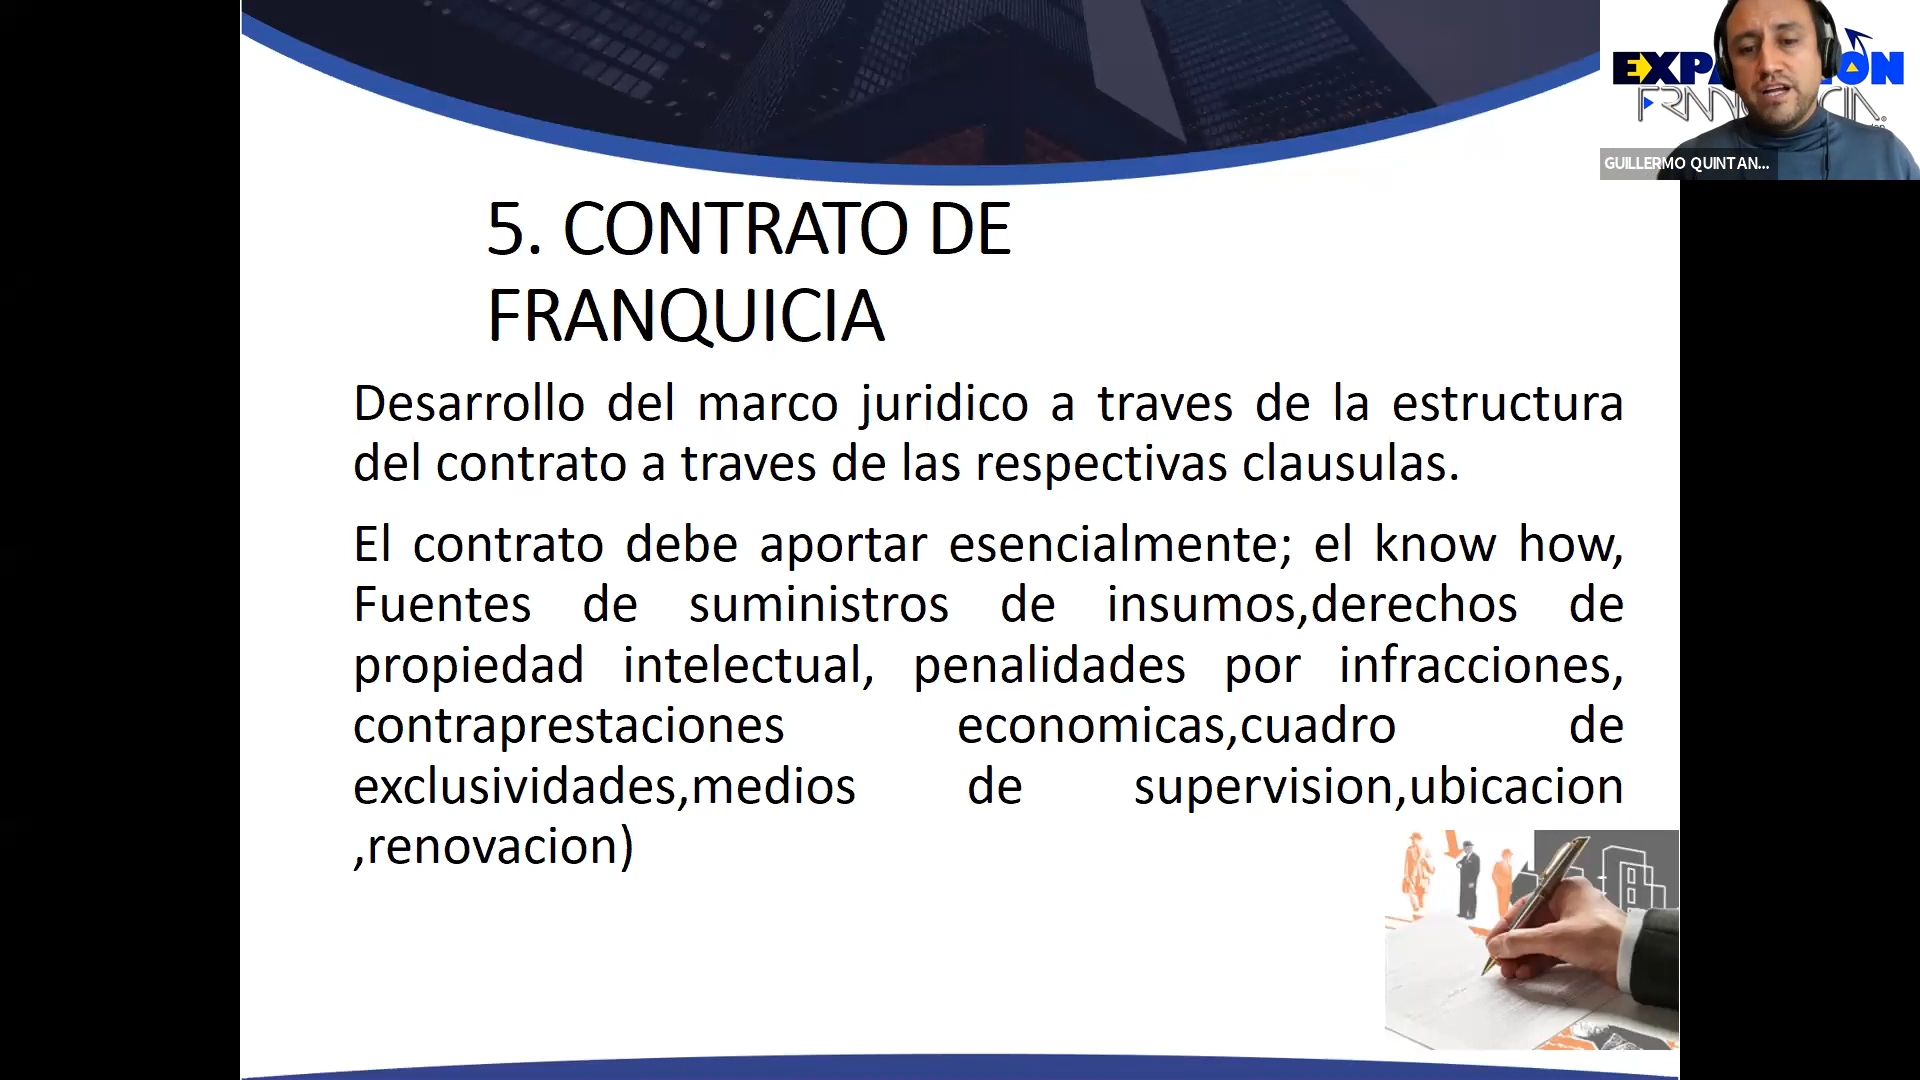 5. CONTRATO DE
FRANQUICIA
Desarrollo del marco juridico a traves de la estructura
del contrato a traves de las respectivas clausulas.
El contrato debe aportar esencialmente; el know how,
Fuentes de suministros de insumos,derechos de
propiedad intelectual, penalidades por infracciones,
contraprestaciones economicas,cuadro de
exclusividades,medios de supervision,ubicacion
,renovacion)
GUILLERMO QUINTAN...